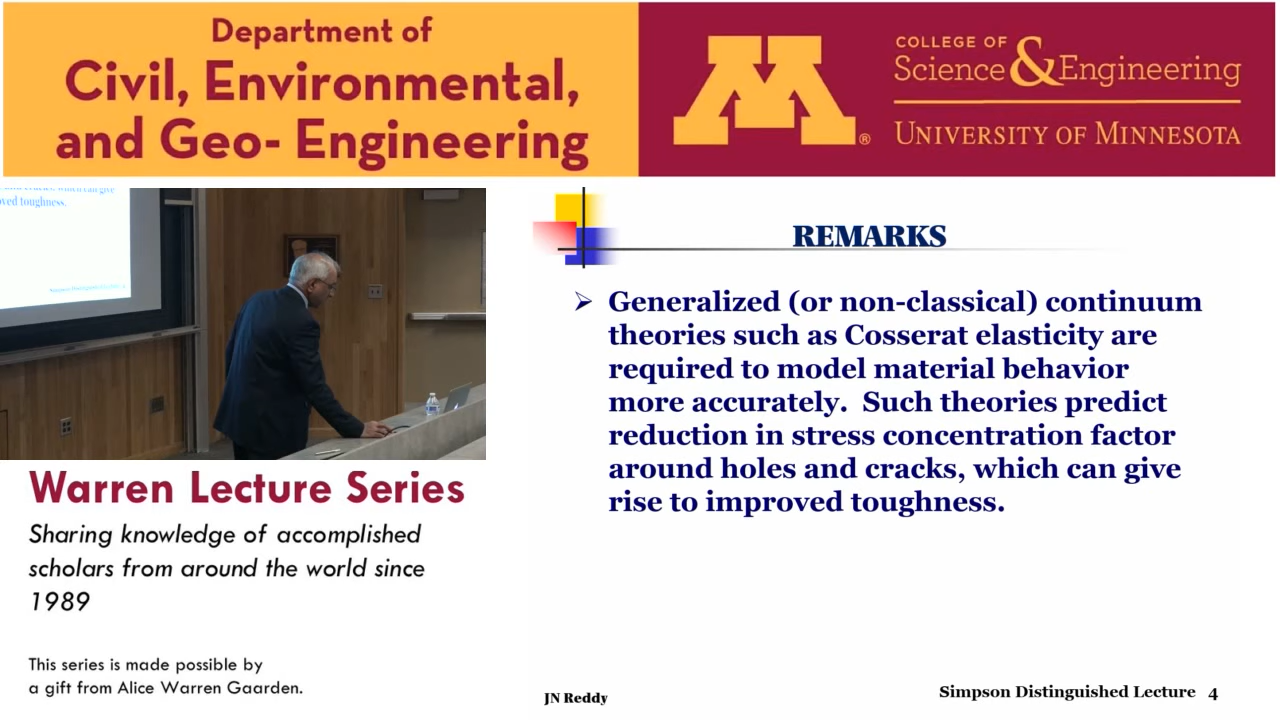 Department of
Civil, Environmental,
and Geo- Engineering
M®
COLLEGE OF
Science & Engineering
UNIVERSITY OF MINNESOTA
which can give
toughness.
REMARKS
➢ Generalized (or non-classical) continuum
theories such as Cosserat elasticity are
required to model material behavior
more accurately. Such theories predict
reduction in stress concentration factor
around holes and cracks, which can give
rise to improved toughness.
Warren Lecture Series
Sharing knowledge of accomplished
scholars from around the world since
1989
This series is made possible by
a gift from Alice Warren Gaarden.
JN Reddy
Simpson Distinguished Lecture 4